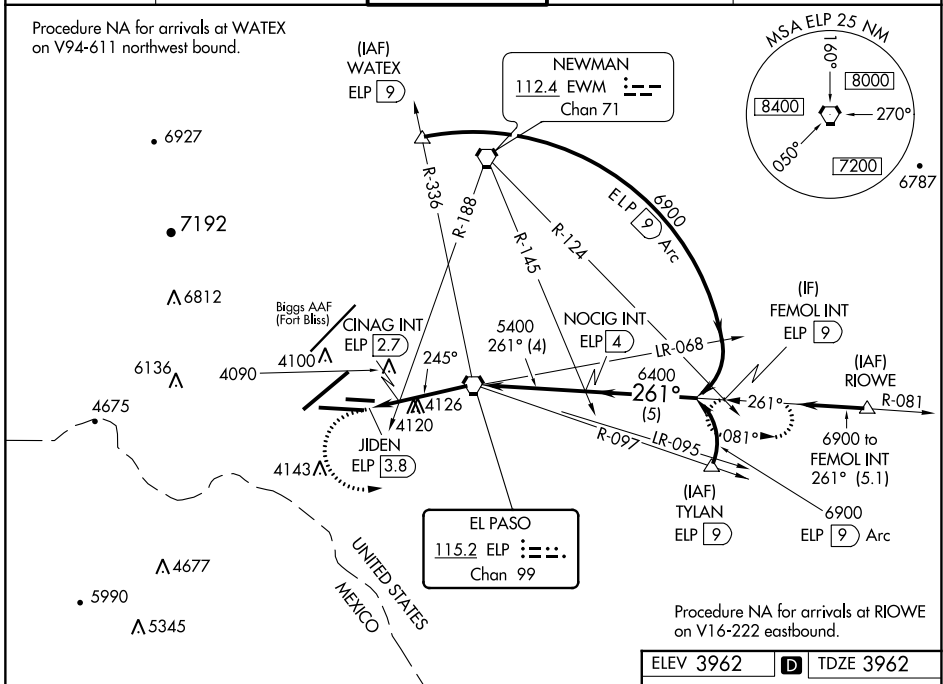 Procedure NA for arrivals at WATEX
on V94-611 northwest bound.
(IAF)
WATEX
ELP 9
NEWMAN
112.4 EWM
Chan 71
MSA ELP 25 NM
160°
8000
8400
270°
050°
7200
6787
6927
7192
6812
6136
4675
R-336
R-188
R-145
R-124
6900
ELP 9 Arc
Biggs AAF
(Fort Bliss)
4100
4090
CINAG INT
ELP 2.7
245°
5400
261° (4)
NOCIG INT
ELP 4
LR-068
(IF)
FEMOL INT
ELP 9
(IAF)
RIOWE
R-081
6400
261°
(5)
261°
081°
4126
4120
JIDEN
ELP 3.8
4143
R-097
LR-095
6900 to
FEMOL INT
261° (5.1)
(IAF)
TYLAN
ELP 9
6900
ELP 9 Arc
EL PASO
115.2 ELP
Chan 99
UNITED STATES
MEXICO
4677
5990
5345
Procedure NA for arrivals at RIOWE
on V16-222 eastbound.
ELEV 3962 D TDZE 3962